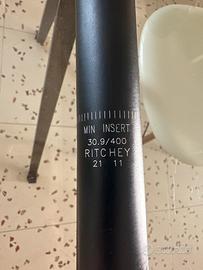 MIN INSERT
30.9/400
RITCHEY
21 11